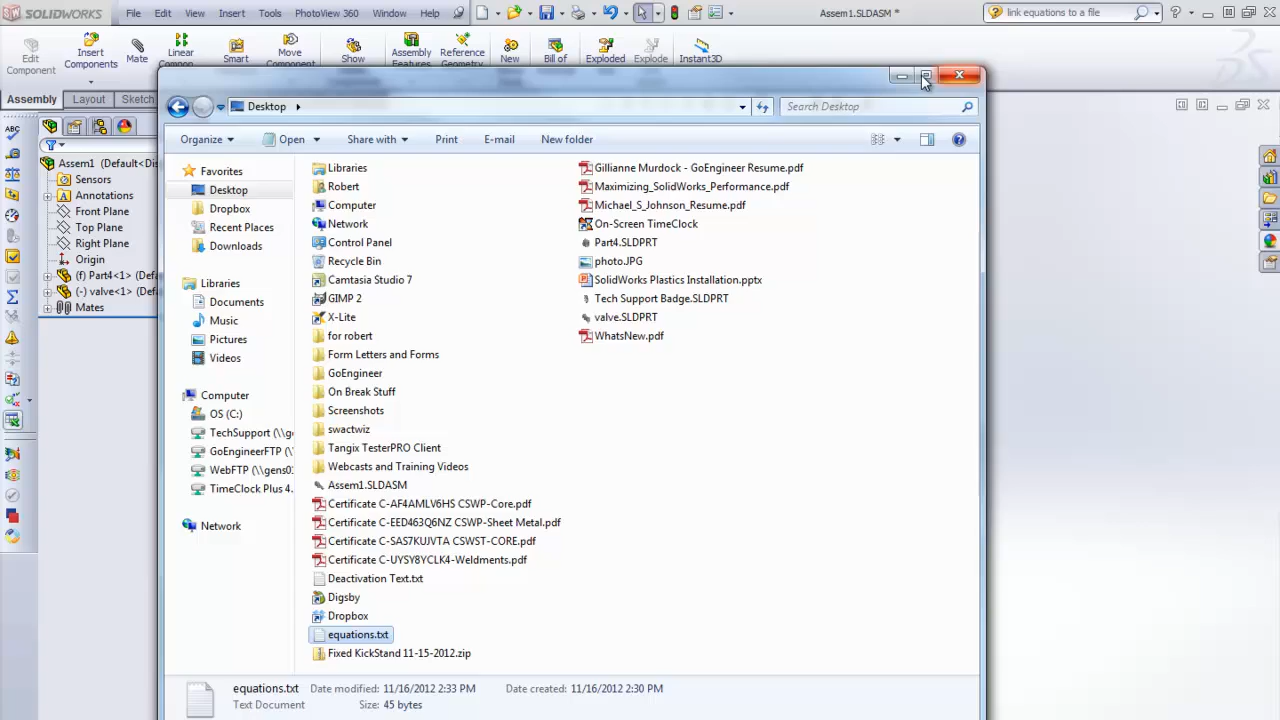 SOLIDWORKS File Edit View Insert Tools PhotoView 360 Window Help Assem1.SLDASM * link equations to a file
Edit Component
Insert Components
Mate
Linear Compon...
Smart
Move Component
Show
Assembly Features
Reference Geometry
New
Bill of
Exploded
Explode
Instant3D
Assembly Layout Sketch
Assem1 (Default<Dis
Sensors
Annotations
Front Plane
Top Plane
Right Plane
Origin
(f) Part4<1> (Defa
(-) valve<1> (Defa
Mates
Desktop
Search Desktop
Organize Open Share with Print E-mail New folder
Favorites
Desktop
Dropbox
Recent Places
Downloads
Libraries
Documents
Music
Pictures
Videos
Computer
OS (C:)
TechSupport (\\gens
GoEngineerFTP (\
WebFTP (\\gens0
TimeClock Plus 4.
Network
Libraries
Robert
Computer
Network
Control Panel
Recycle Bin
Camtasia Studio 7
GIMP 2
X-Lite
for robert
Form Letters and Forms
GoEngineer
On Break Stuff
Screenshots
swactwiz
Tangix TesterPRO Client
Webcasts and Training Videos
Assem1.SLDASM
Certificate C-AF4AMLV6HS CSWP-Core.pdf
Certificate C-EED463Q6NZ CSWP-Sheet Metal.pdf
Certificate C-SAS7KUJVTA CSWST-CORE.pdf
Certificate C-UYSY8YCLK4-Weldments.pdf
Deactivation Text.txt
Digsby
Dropbox
equations.txt
Fixed KickStand 11-15-2012.zip
Gillianne Murdock - GoEngineer Resume.pdf
Maximizing_SolidWorks_Performance.pdf
Michael_S_Johnson_Resume.pdf
On-Screen TimeClock
Part4.SLDPRT
photo.JPG
SolidWorks Plastics Installation.pptx
Tech Support Badge.SLDPRT
valve.SLDPRT
WhatsNew.pdf
equations.txt Date modified: 11/16/2012 2:33 PM Date created: 11/16/2012 2:30 PM
Text Document Size: 45 bytes